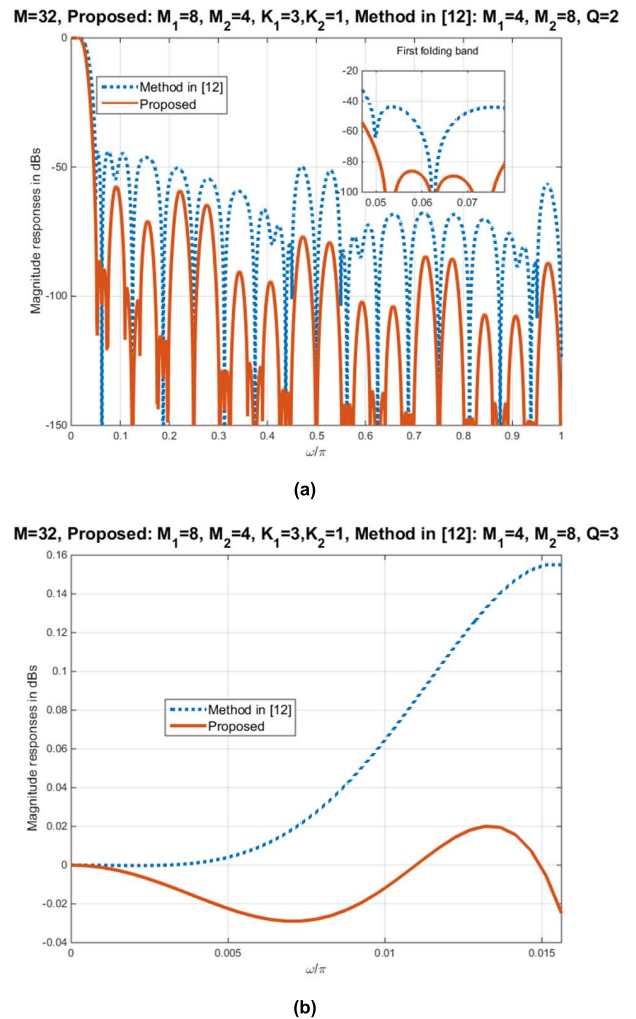 M=32, Proposed: M1=8, M2=4, K1=3,K2=1, Method in [12]: M1=4, M2=8, Q=2
First folding band
-20
-40
-60
-80
-100
0.05
0.06
0.07
Method in [12]
Proposed
Magnitude responses in dBs
0
-50
-100
-150
0
0.1
0.2
0.3
0.4
0.5
0.6
0.7
0.8
0.9
1
ω/π
(a)
M=32, Proposed: M1=8, M2=4, K1=3,K2=1, Method in [12]: M1=4, M2=8, Q=3
Magnitude responses in dBs
0.16
0.14
0.12
0.1
0.08
0.06
0.04
0.02
0
-0.02
-0.04
Method in [12]
Proposed
0
0.005
0.01
0.015
ω/π
(b)